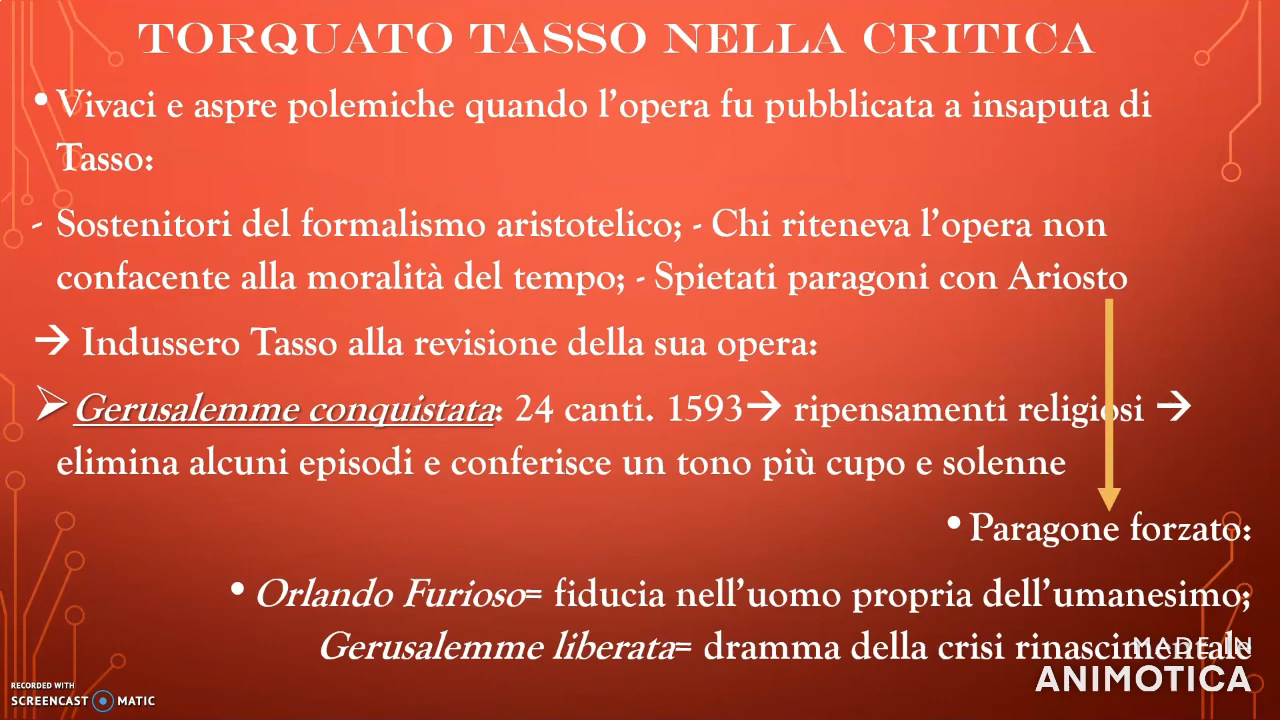 TORQUATO TASSO NELLA CRITICA
• Vivaci e aspre polemiche quando l’opera fu pubblicata a insaputa di
Tasso:
- Sostenitori del formalismo aristotelico; - Chi riteneva l’opera non
confacente alla moralità del tempo; - Spietati paragoni con Ariosto
→ Indussero Tasso alla revisione della sua opera:
➢ Gerusalemme conquistata: 24 canti. 1593→ ripensamenti religiosi →
elimina alcuni episodi e conferisce un tono più cupo e solenne
• Paragone forzato:
• Orlando Furioso= fiducia nell’uomo propria dell’umanesimo;
Gerusalemme liberata= dramma della crisi rinascimentale
MADE IN
ANIMOTICA
RECORDED WITH
SCREENCAST MATIC